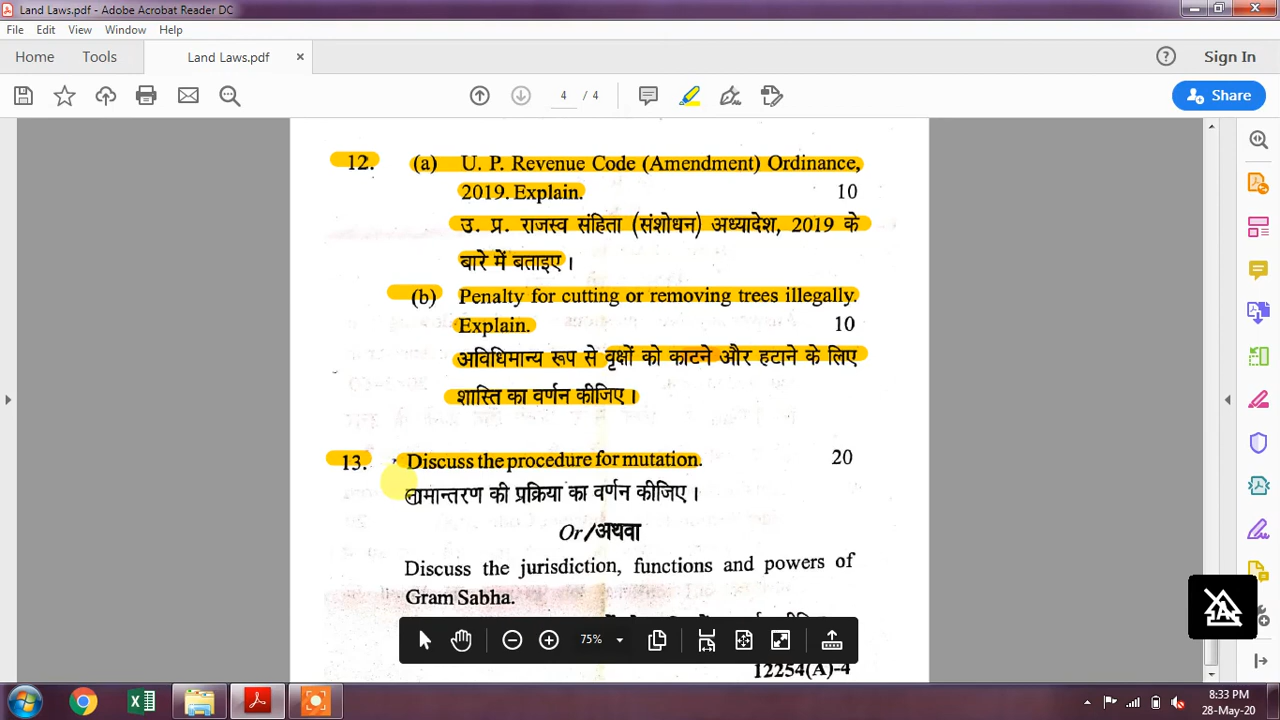 Land Laws.pdf - Adobe Acrobat Reader DC
File Edit View Window Help
Home Tools Land Laws.pdf × ? Sign In
4 / 4 Share
12. (a) U. P. Revenue Code (Amendment) Ordinance,
2019. Explain. 10
उ. प्र. राजस्व संहिता (संशोधन) अध्यादेश, 2019 के
बारे में बताइए ।
(b) Penalty for cutting or removing trees illegally.
Explain. 10
अविधिमान्य रूप से वृक्षों को काटने और हटाने के लिए
शास्ति का वर्णन कीजिए ।
13. Discuss the procedure for mutation. 20
नामान्तरण की प्रक्रिया का वर्णन कीजिए ।
Or/अथवा
Discuss the jurisdiction, functions and powers of
Gram Sabha.
75%
12254(A)-4
8:33 PM
28-May-20